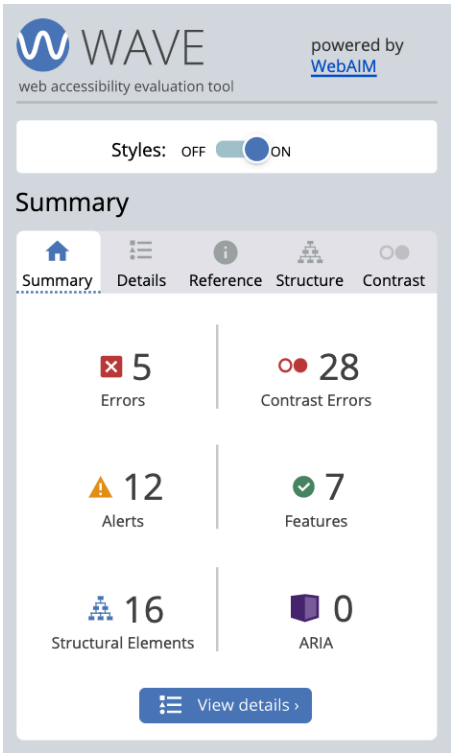 WAVE
web accessibility evaluation tool
powered by
WebAIM
Styles: OFF ON
Summary
Summary Details Reference Structure Contrast
5 28
Errors Contrast Errors
12 7
Alerts Features
16 0
Structural Elements ARIA
View details ›